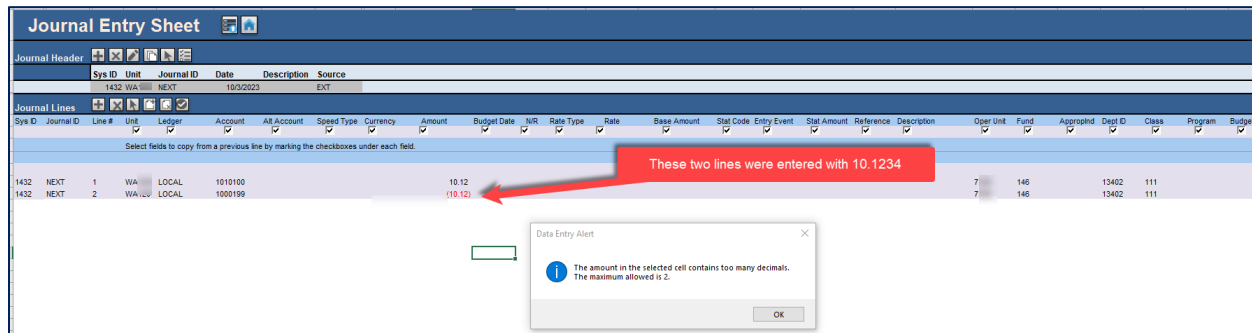 Journal Entry Sheet
Journal Header
Sys ID Unit Journal ID Date Description Source
1432 WA NEXT 10/3/2023 EXT
Journal Lines
Sys ID Journal ID Line # Unit Ledger Account Alt Account Speed Type Currency Amount Budget Date N/R Rate Type Rate Base Amount Stat Code Entry Event Stat Amount Reference Description Oper Unit Fund AppropInd Dept ID Class Program Budget
Select fields to copy from a previous line by marking the checkboxes under each field.
These two lines were entered with 10.1234
1432 NEXT 1 WA LOCAL 1010100 10.12 7 146 13402 111
1432 NEXT 2 LOCAL 1000199 (10.12) 7 146 13402 111
Data Entry Alert
The amount in the selected cell contains too many decimals.
The maximum allowed is 2.
OK